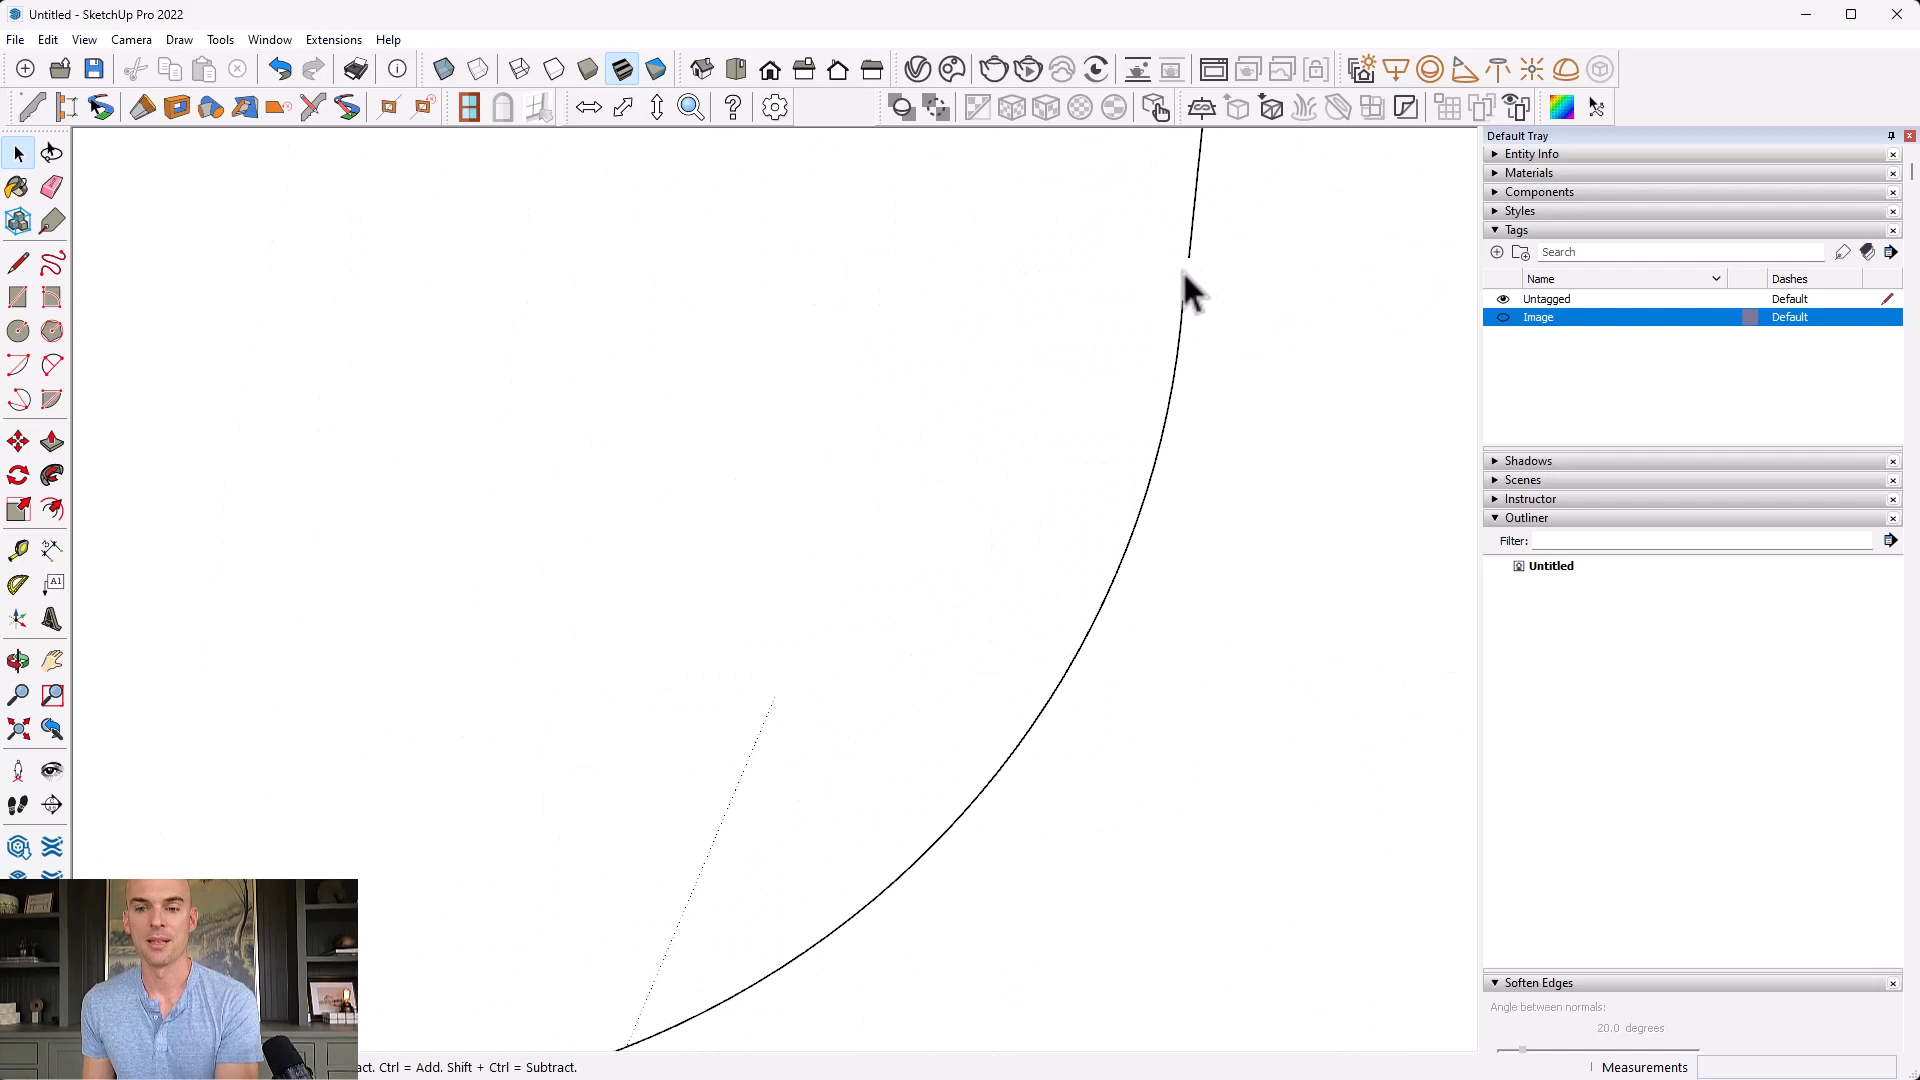 Untitled - SketchUp Pro 2022
File Edit View Camera Draw Tools Window Extensions Help
Default Tray
Entity Info
Materials
Components
Styles
Tags
Search
Name Dashes
Untagged Default
Image Default
Shadows
Scenes
Instructor
Outliner
Filter:
Untitled
A1
Soften Edges
Angle between normals:
20.0 degrees
act. Ctrl = Add. Shift + Ctrl = Subtract.
Measurements